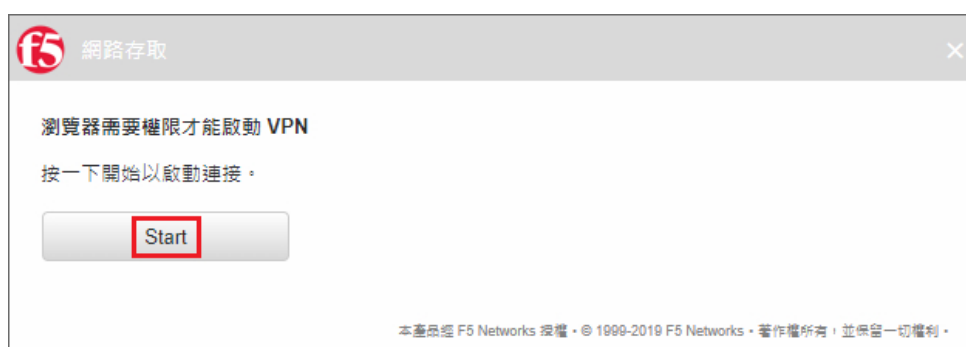 f5 網路存取
瀏覽器需要權限才能啟動 VPN
按一下開始以啟動連接。
Start
本產品經 F5 Networks 授權。© 1999-2019 F5 Networks。著作權所有，並保留一切權利。